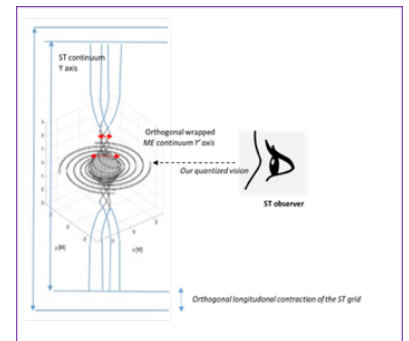 ST continuum
Y axis
Orthogonal wrapped
ME continuum Y' axis
Our quantized vision
ST observer
Orthogonal longitudonal contraction of the ST grid